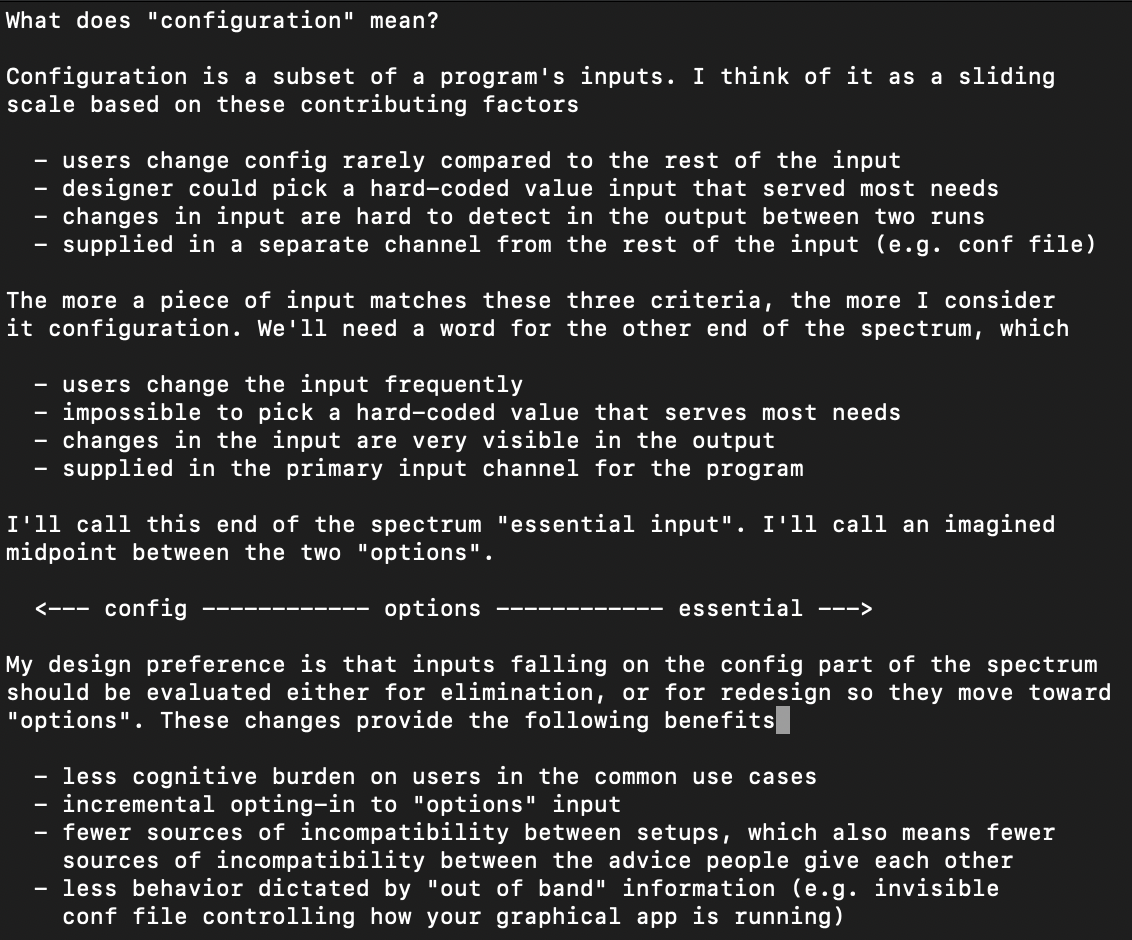 What does "configuration" mean?
Configuration is a subset of a program's inputs. I think of it as a sliding
scale based on these contributing factors
– users change config rarely compared to the rest of the input
– designer could pick a hard–coded value input that served most needs
– changes in input are hard to detect in the output between two runs
– supplied in a separate channel from the rest of the input (e.g. conf file)
The more a piece of input matches these three criteria, the more I consider
it configuration. We'll need a word for the other end of the spectrum, which
– users change the input frequently
– impossible to pick a hard–coded value that serves most needs
– changes in the input are very visible in the output
– supplied in the primary input channel for the program
I'll call this end of the spectrum "essential input". I'll call an imagined
midpoint between the two "options".
<––– config –––––––––––– options –––––––––––– essential –––>
My design preference is that inputs falling on the config part of the spectrum
should be evaluated either for elimination, or for redesign so they move toward
"options". These changes provide the following benefits
– less cognitive burden on users in the common use cases
– incremental opting–in to "options" input
– fewer sources of incompatibility between setups, which also means fewer
sources of incompatibility between the advice people give each other
– less behavior dictated by "out of band" information (e.g. invisible
conf file controlling how your graphical app is running)